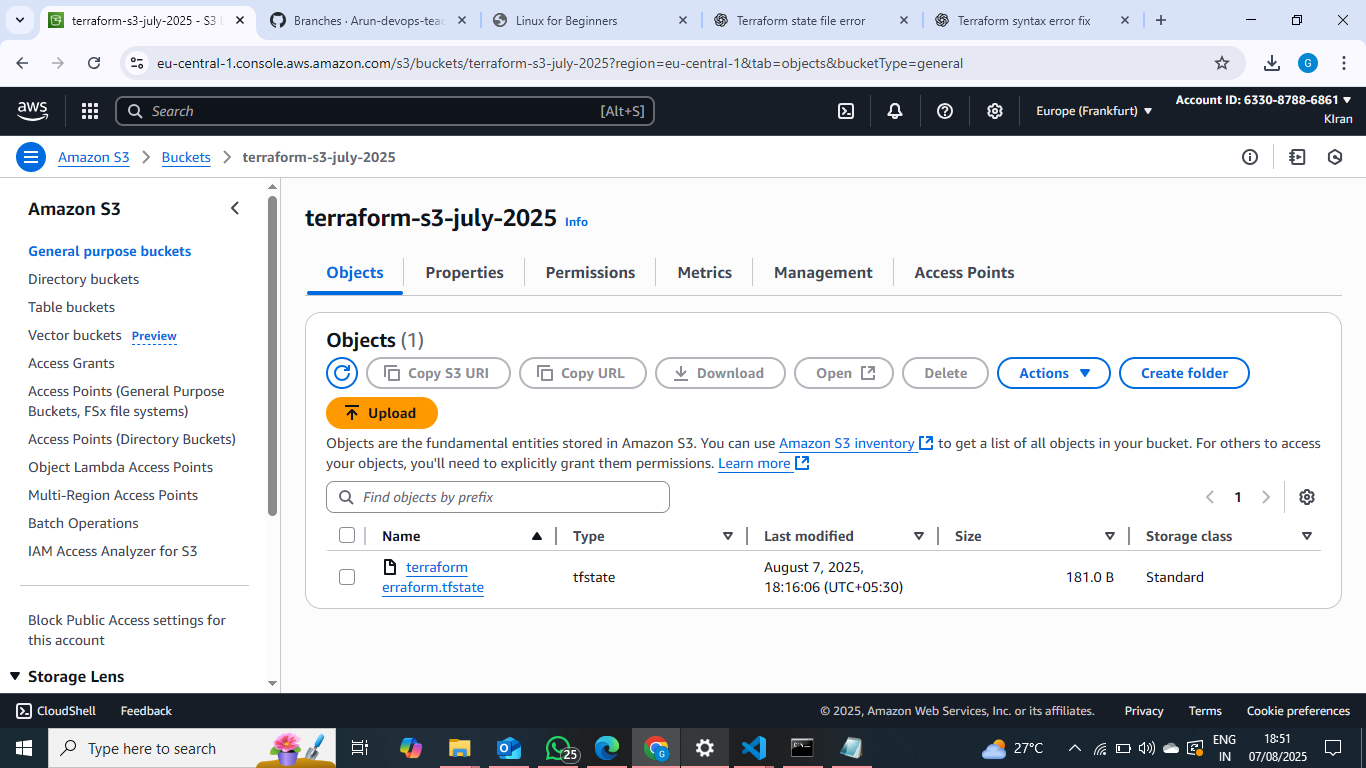 terraform-s3-july-2025 - S3 b
Branches · Arun-devops-teac
Linux for Beginners
Terraform state file error
Terraform syntax error fix
eu-central-1.console.aws.amazon.com/s3/buckets/terraform-s3-july-2025?region=eu-central-1&tab=objects&bucketType=general
G
aws
Search
[Alt+S]
Europe (Frankfurt)
Account ID: 6330-8788-6861
KIran
Amazon S3
Buckets
terraform-s3-july-2025
Amazon S3
General purpose buckets
Directory buckets
Table buckets
Vector buckets Preview
Access Grants
Access Points (General Purpose
Buckets, FSx file systems)
Access Points (Directory Buckets)
Object Lambda Access Points
Multi-Region Access Points
Batch Operations
IAM Access Analyzer for S3
Block Public Access settings for
this account
Storage Lens
terraform-s3-july-2025 Info
Objects
Properties
Permissions
Metrics
Management
Access Points
Objects (1)
Copy S3 URI
Copy URL
Download
Open
Delete
Actions
Create folder
Upload
Objects are the fundamental entities stored in Amazon S3. You can use Amazon S3 inventory to get a list of all objects in your bucket. For others to access
your objects, you'll need to explicitly grant them permissions. Learn more
Find objects by prefix
1
Name
Type
Last modified
Size
Storage class
terraform
erraform.tfstate
tfstate
August 7, 2025,
18:16:06 (UTC+05:30)
181.0 B
Standard
CloudShell
Feedback
© 2025, Amazon Web Services, Inc. or its affiliates.
Privacy
Terms
Cookie preferences
Type here to search
25
G
27°C
ENG
IN
18:51
07/08/2025